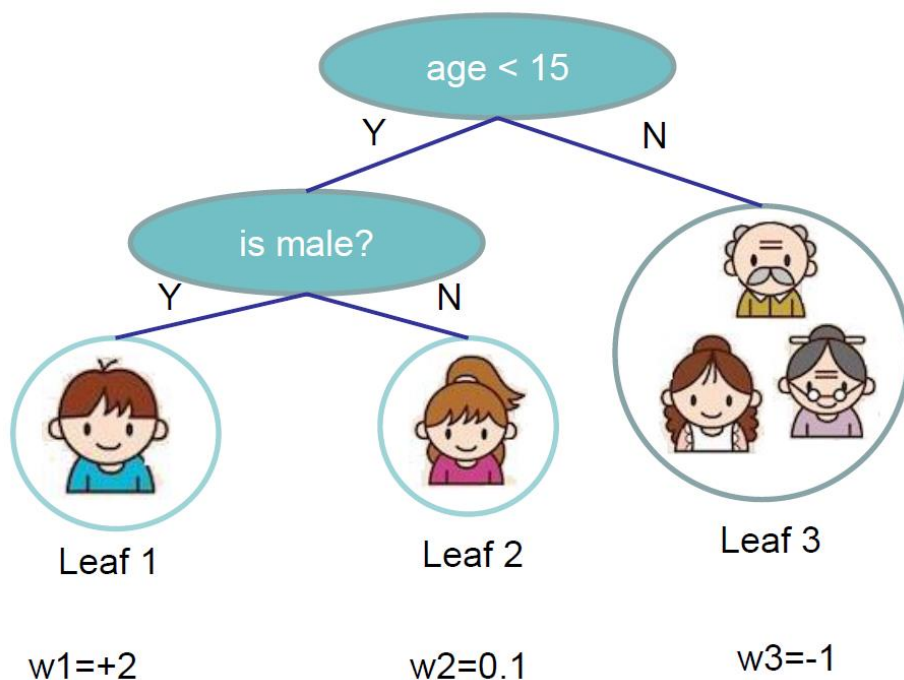 age < 15
Y
N
is male?
Y
N
Leaf 1
Leaf 2
Leaf 3
w1=+2
w2=0.1
w3=-1